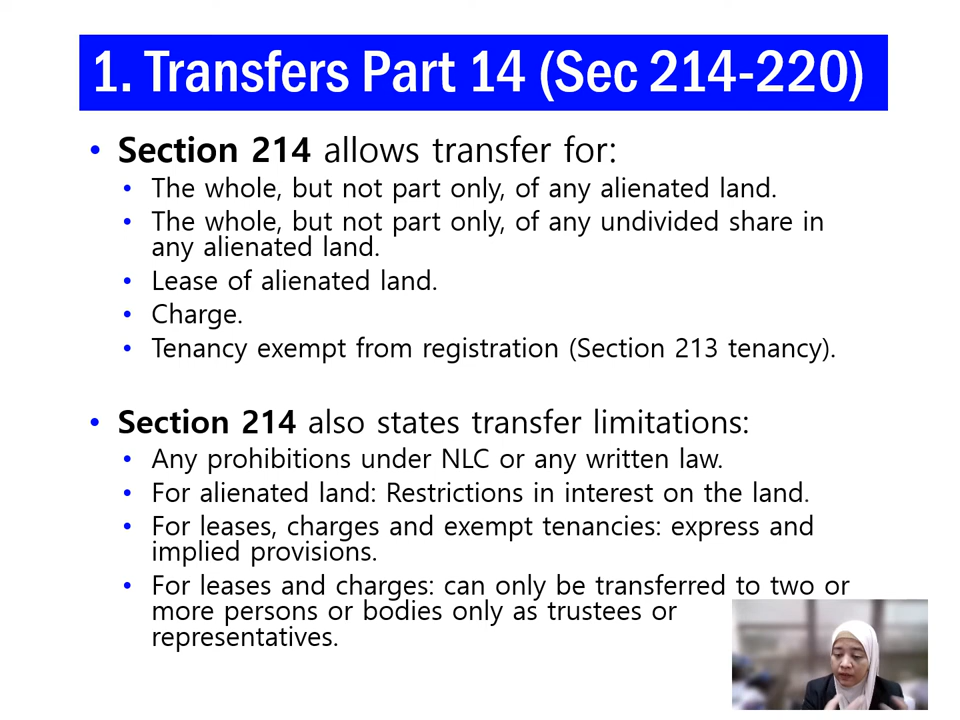 1. Transfers Part 14 (Sec 214-220)
• Section 214 allows transfer for:
• The whole, but not part only, of any alienated land.
• The whole, but not part only, of any undivided share in
any alienated land.
• Lease of alienated land.
• Charge.
• Tenancy exempt from registration (Section 213 tenancy).
• Section 214 also states transfer limitations:
• Any prohibitions under NLC or any written law.
• For alienated land: Restrictions in interest on the land.
• For leases, charges and exempt tenancies: express and
implied provisions.
• For leases and charges: can only be transferred to two or
more persons or bodies only as trustees or
representatives.